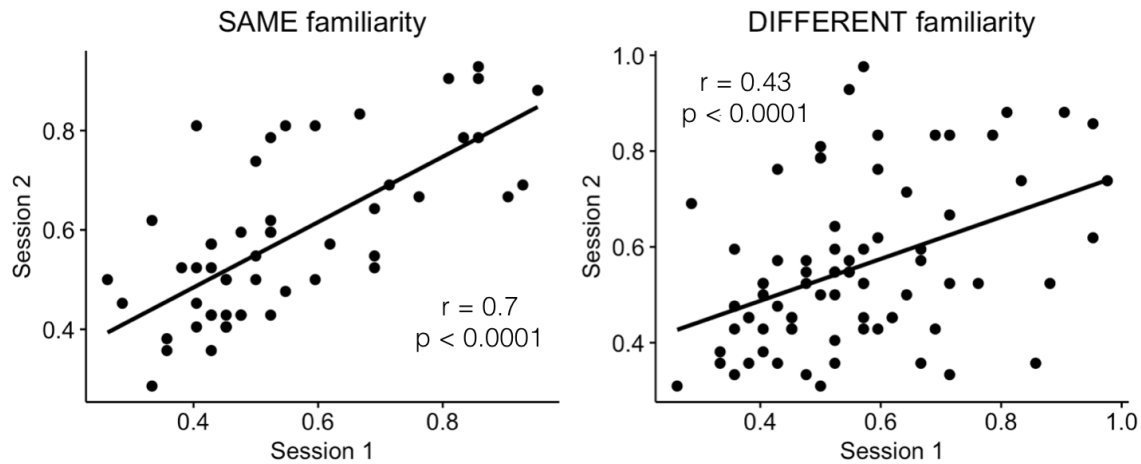 SAME familiarity
Session 2
0.8
0.6
0.4
r = 0.7
p < 0.0001
0.4 0.6 0.8
Session 1
DIFFERENT familiarity
Session 2
1.0
0.8
0.6
0.4
r = 0.43
p < 0.0001
0.4 0.6 0.8 1.0
Session 1